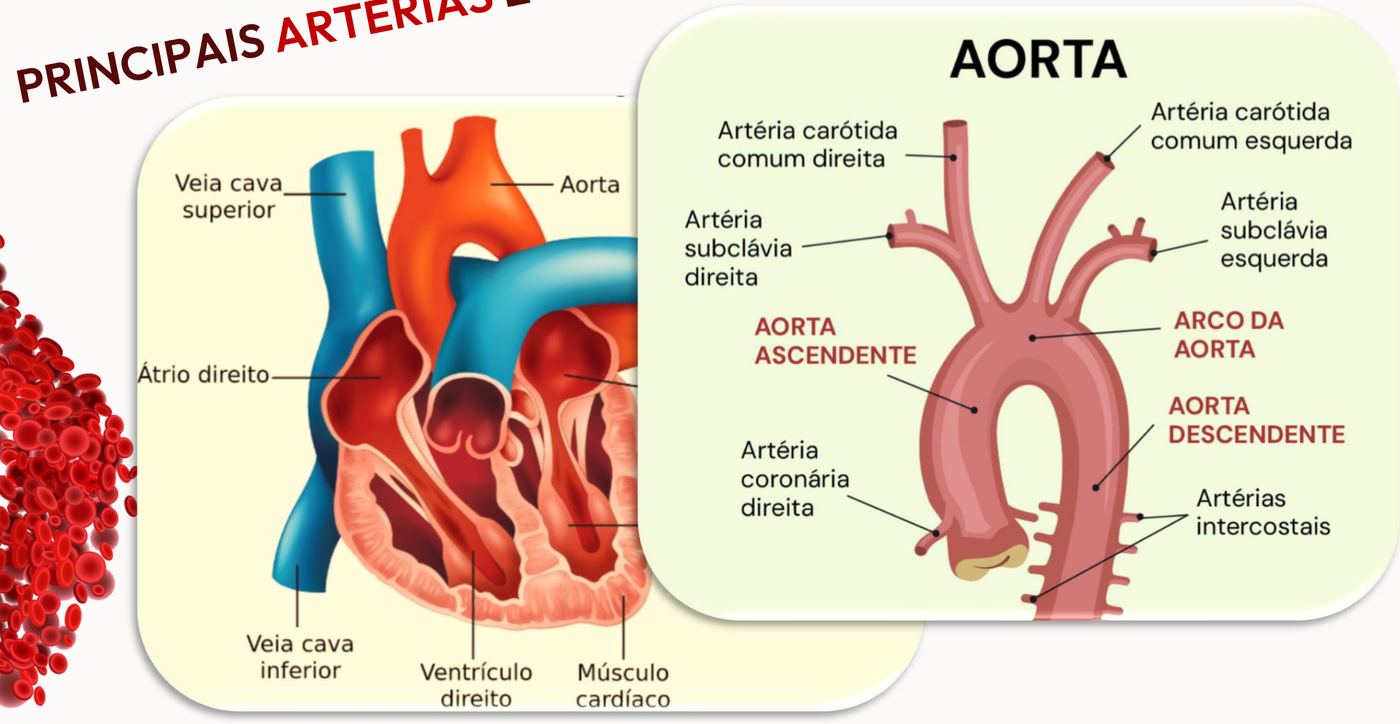 PRINCIPAIS ARTÉRIAS E
Veia cava
superior
Aorta
Átrio direito
Veia cava
inferior
Ventrículo
direito
Músculo
cardíaco
AORTA
Artéria carótida
comum direita
Artéria carótida
comum esquerda
Artéria
subclávia
direita
Artéria
subclávia
esquerda
AORTA
ASCENDENTE
ARCO DA
AORTA
AORTA
DESCENDENTE
Artéria
coronária
direita
Artérias
intercostais